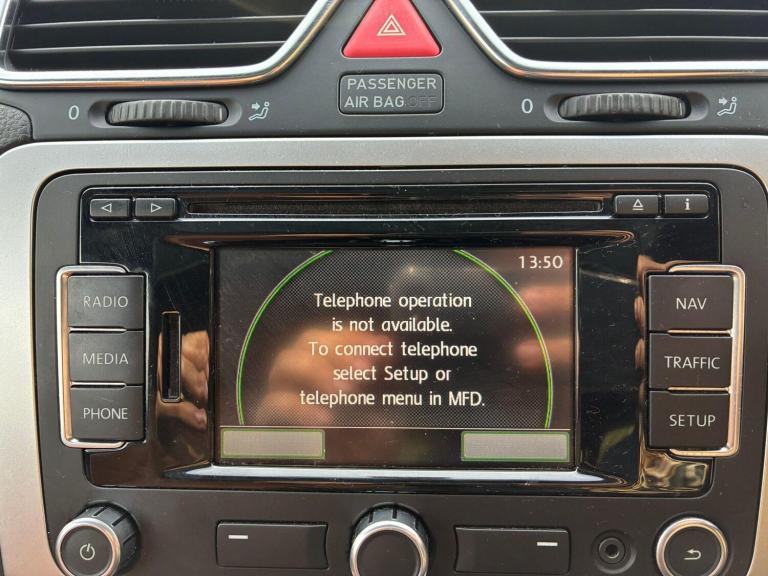 PASSENGER
AIR BAG OFF
0
0
13:50
RADIO
MEDIA
PHONE
Telephone operation
is not available.
To connect telephone
select Setup or
telephone menu in MFD.
NAV
TRAFFIC
SETUP
i